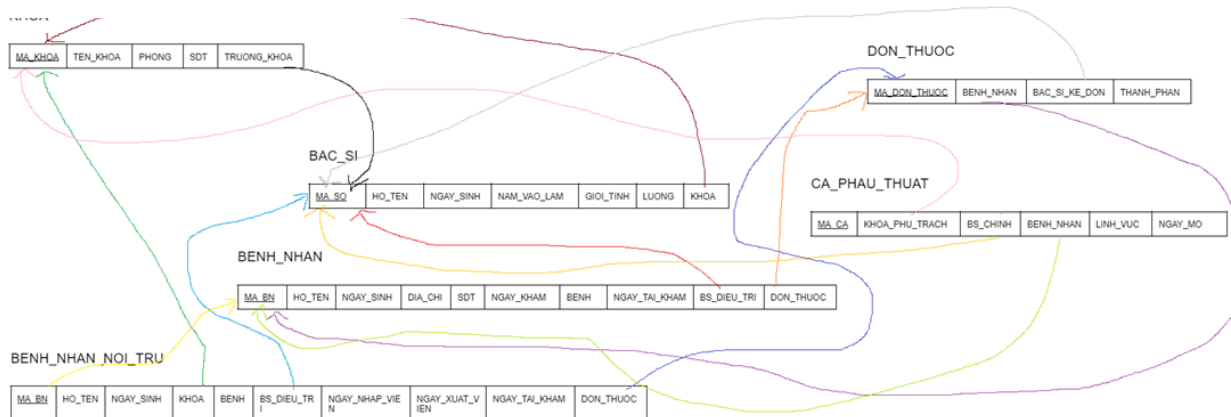 KHOA
MA_KHOA TEN_KHOA PHONG SDT TRUONG_KHOA
DON_THUOC
MA_DON_THUOC BENH_NHAN BAC_SI_KE_DON THANH_PHAN
BAC_SI
MA_SO HO_TEN NGAY_SINH NAM_VAO_LAM GIOI_TINH LUONG KHOA
CA_PHAU_THUAT
MA_CA KHOA_PHU_TRACH BS_CHINH BENH_NHAN LINH_VUC NGAY_MO
BENH_NHAN
MA_BN HO_TEN NGAY_SINH DIA_CHI SDT NGAY_KHAM BENH NGAY_TAI_KHAM BS_DIEU_TRI DON_THUOC
BENH_NHAN_NOI_TRU
MA_BN HO_TEN NGAY_SINH KHOA BENH BS_DIEU_TR NGAY_NHAP_VIE NGAY_XUAT_V NGAY_TAI_KHAM DON_THUOC
I N IEN